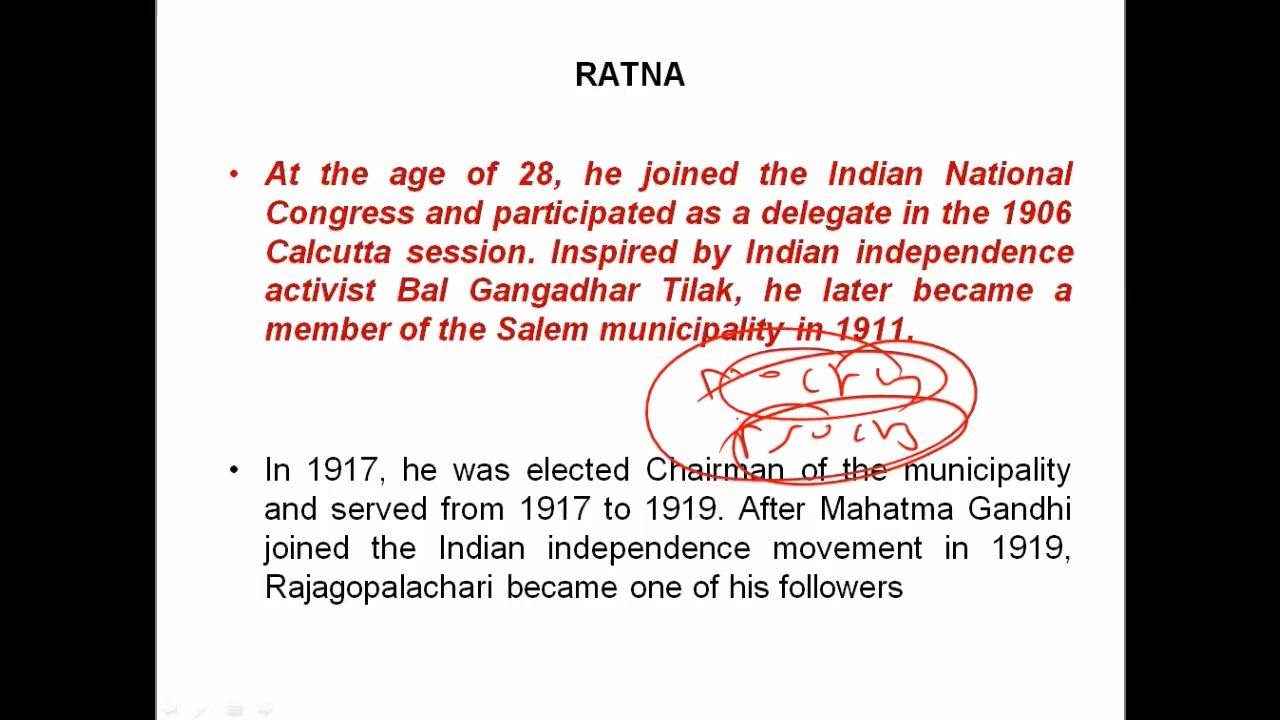 RATNA
• At the age of 28, he joined the Indian National
Congress and participated as a delegate in the 1906
Calcutta session. Inspired by Indian independence
activist Bal Gangadhar Tilak, he later became a
member of the Salem municipality in 1911.
• In 1917, he was elected Chairman of the municipality
and served from 1917 to 1919. After Mahatma Gandhi
joined the Indian independence movement in 1919,
Rajagopalachari became one of his followers